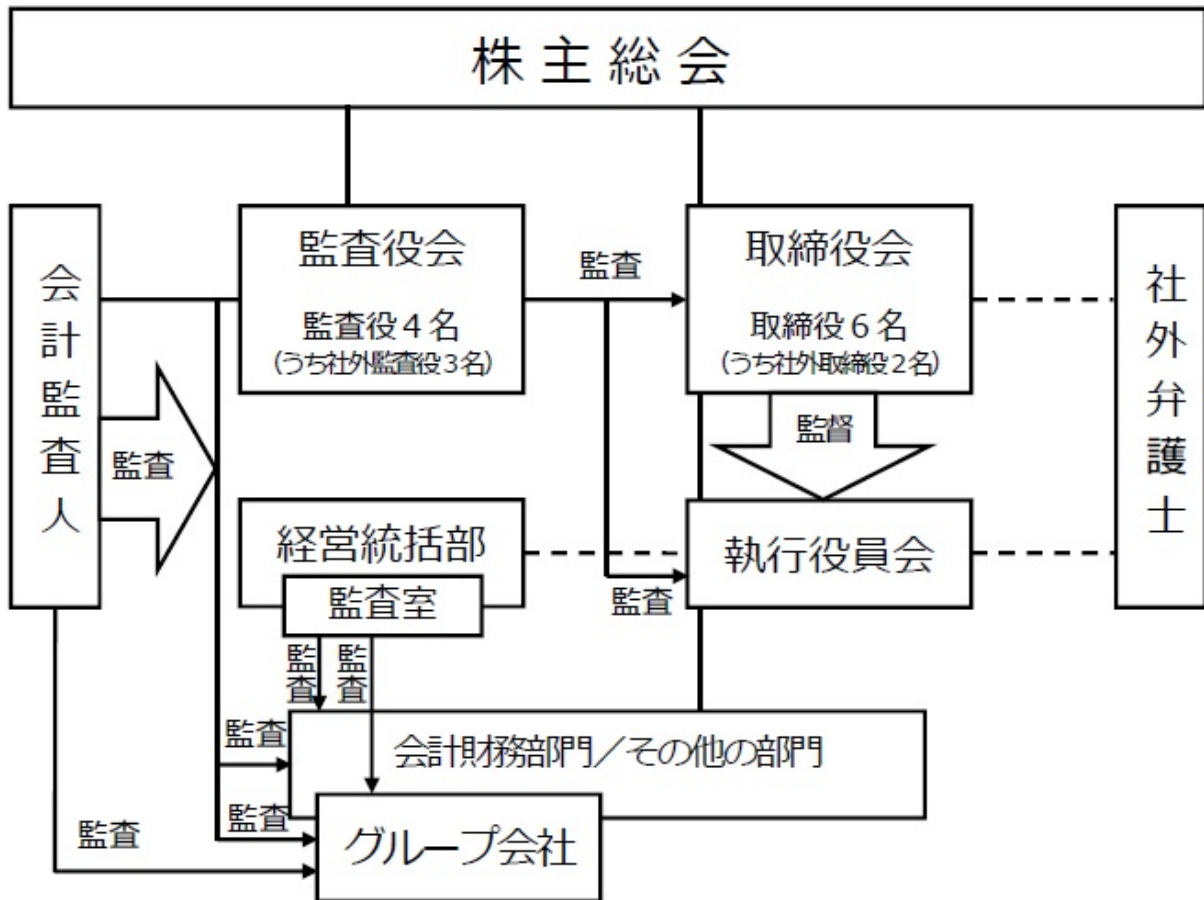 株主総会
会計監査人
監査役会
監査役４名
（うち社外監査役３名）
監査
取締役会
取締役６名
（うち社外取締役２名）
社外弁護士
監査
監督
経営統括部
監査室
執行役員会
監査
監査
監査
監査
会計財務部門／その他の部門
監査
監査
グループ会社